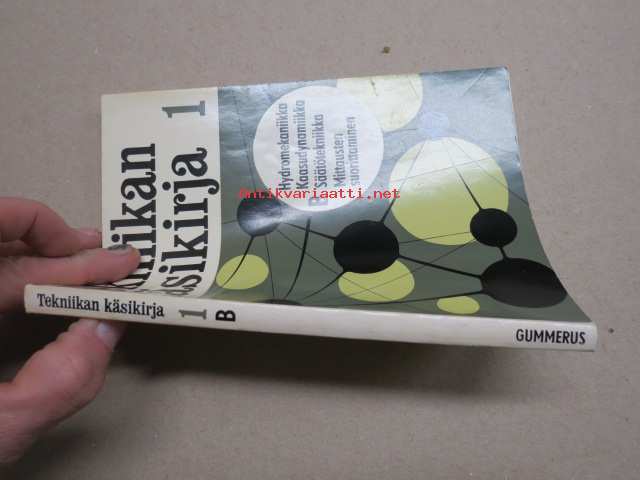 niikan
sikirja 1
B Hydromekaniikka
Kaasudynamiikka
Säätötekniikka
Mittausten
suorittaminen
Antikvariaatti.net
Tekniikan käsikirja 1 B GUMMERUS